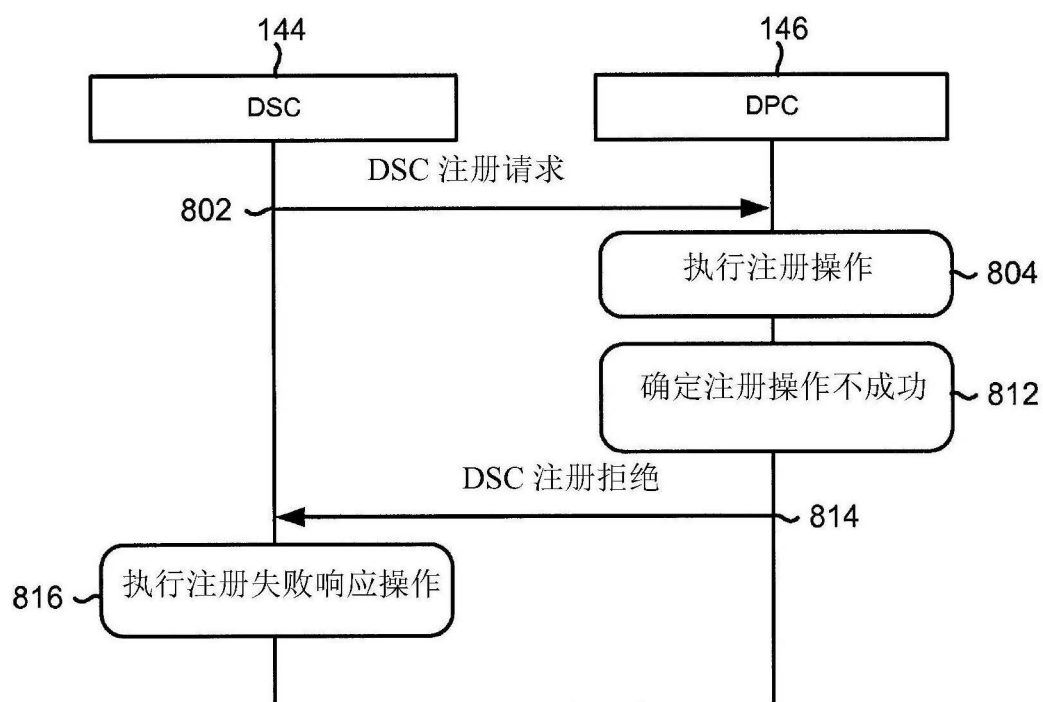 144
146
DSC
DPC
DSC 注册请求
802
执行注册操作
804
确定注册操作不成功
812
DSC 注册拒绝
814
执行注册失败响应操作
816